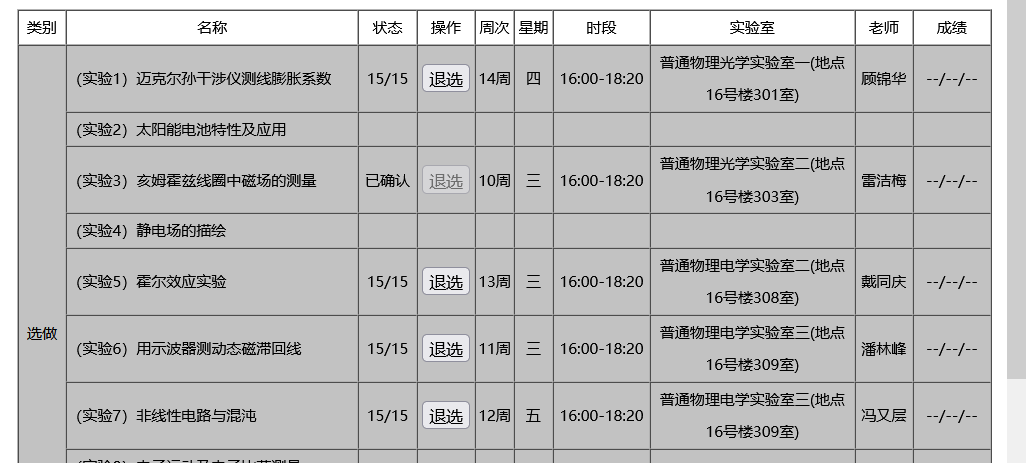 类别 名称 状态 操作 周次 星期 时段 实验室 老师 成绩
选做
(实验1) 迈克尔孙干涉仪测线膨胀系数 15/15 退选 14周 四 16:00-18:20 普通物理光学实验室一(地点
16号楼301室) 顾锦华 --/--/--
(实验2) 太阳能电池特性及应用
(实验3) 亥姆霍兹线圈中磁场的测量 已确认 退选 10周 三 16:00-18:20 普通物理光学实验室二(地点
16号楼303室) 雷洁梅 --/--/--
(实验4) 静电场的描绘
(实验5) 霍尔效应实验 15/15 退选 13周 三 16:00-18:20 普通物理电学实验室二(地点
16号楼308室) 戴同庆 --/--/--
(实验6) 用示波器测动态磁滞回线 15/15 退选 11周 三 16:00-18:20 普通物理电学实验室三(地点
16号楼309室) 潘林峰 --/--/--
(实验7) 非线性电路与混沌 15/15 退选 12周 五 16:00-18:20 普通物理电学实验室三(地点
16号楼309室) 冯又层 --/--/--